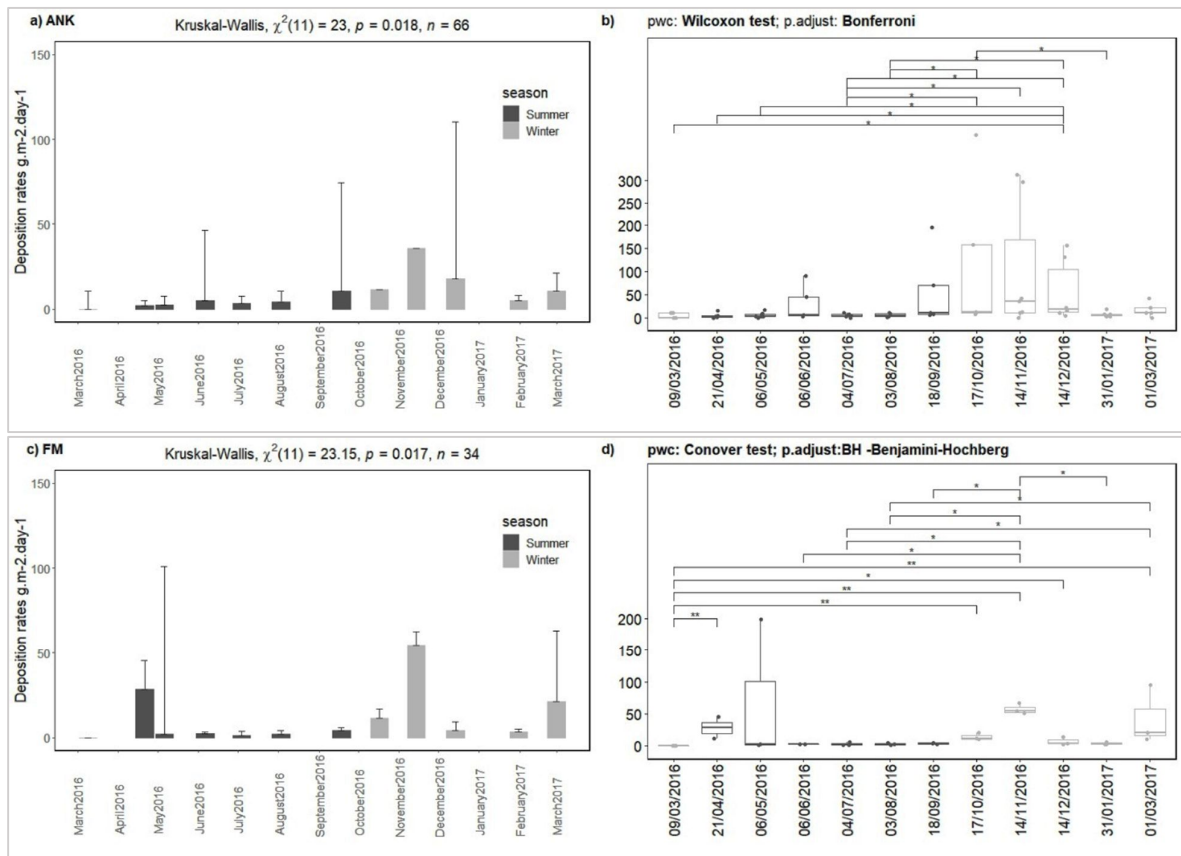 a) ANK
Kruskal-Wallis, χ²(11) = 23, p = 0.018, n = 66
Deposition rates g.m-2.day-1
150
100
50
0
season
Summer
Winter
March2016
April2016
May2016
June2016
July2016
August2016
September2016
October2016
November2016
December2016
January2017
February2017
March2017
b) pwc: Wilcoxon test; p.adjust: Bonferroni
*
*
*
*
*
*
*
*
*
300
250
200
150
100
50
0
09/03/2016
21/04/2016
06/05/2016
06/06/2016
04/07/2016
03/08/2016
18/09/2016
17/10/2016
14/11/2016
14/12/2016
31/01/2017
01/03/2017
c) FM
Kruskal-Wallis, χ²(11) = 23.15, p = 0.017, n = 34
Deposition rates g.m-2.day-1
150
100
50
0
season
Summer
Winter
March2016
April2016
May2016
June2016
July2016
August2016
September2016
October2016
November2016
December2016
January2017
February2017
March2017
d) pwc: Conover test; p.adjust:BH -Benjamini-Hochberg
*
*
*
*
*
*
*
**
*
**
**
**
200
150
100
50
0
09/03/2016
21/04/2016
06/05/2016
06/06/2016
04/07/2016
03/08/2016
18/09/2016
17/10/2016
14/11/2016
14/12/2016
31/01/2017
01/03/2017